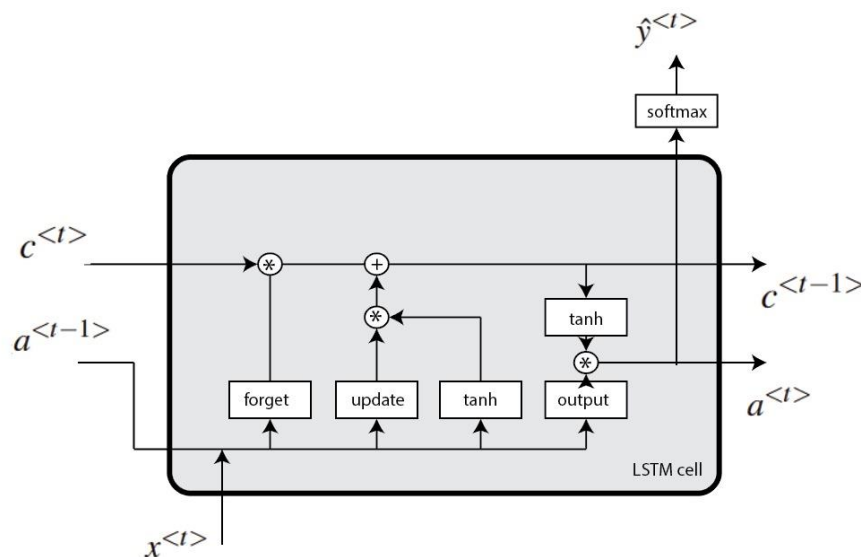 ŷ<t>
softmax
c<t>
*
+
c<t-1>
a<t-1>
*
tanh
*
forget
update
tanh
output
a<t>
LSTM cell
x<t>